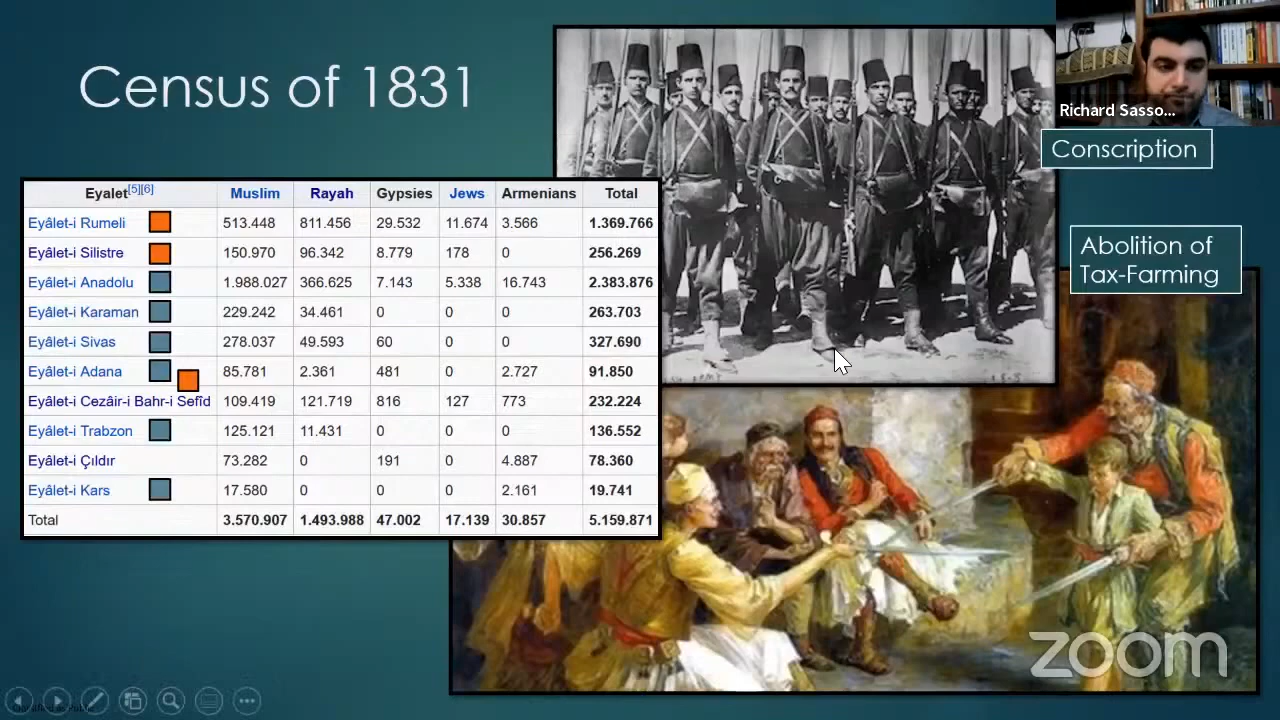 Census of 1831
Richard Sasso...
Conscription
Abolition of
Tax-Farming
Eyalet[5][6] Muslim Rayah Gypsies Jews Armenians Total
Eyâlet-i Rumeli 513.448 811.456 29.532 11.674 3.566 1.369.766
Eyâlet-i Silistre 150.970 96.342 8.779 178 0 256.269
Eyâlet-i Anadolu 1.988.027 366.625 7.143 5.338 16.743 2.383.876
Eyâlet-i Karaman 229.242 34.461 0 0 0 263.703
Eyâlet-i Sivas 278.037 49.593 60 0 0 327.690
Eyâlet-i Adana 85.781 2.361 481 0 2.727 91.850
Eyâlet-i Cezâir-i Bahr-i Sefîd 109.419 121.719 816 127 773 232.224
Eyâlet-i Trabzon 125.121 11.431 0 0 0 136.552
Eyâlet-i Çıldır 73.282 0 191 0 4.887 78.360
Eyâlet-i Kars 17.580 0 0 0 2.161 19.741
Total 3.570.907 1.493.988 47.002 17.139 30.857 5.159.871
zoom